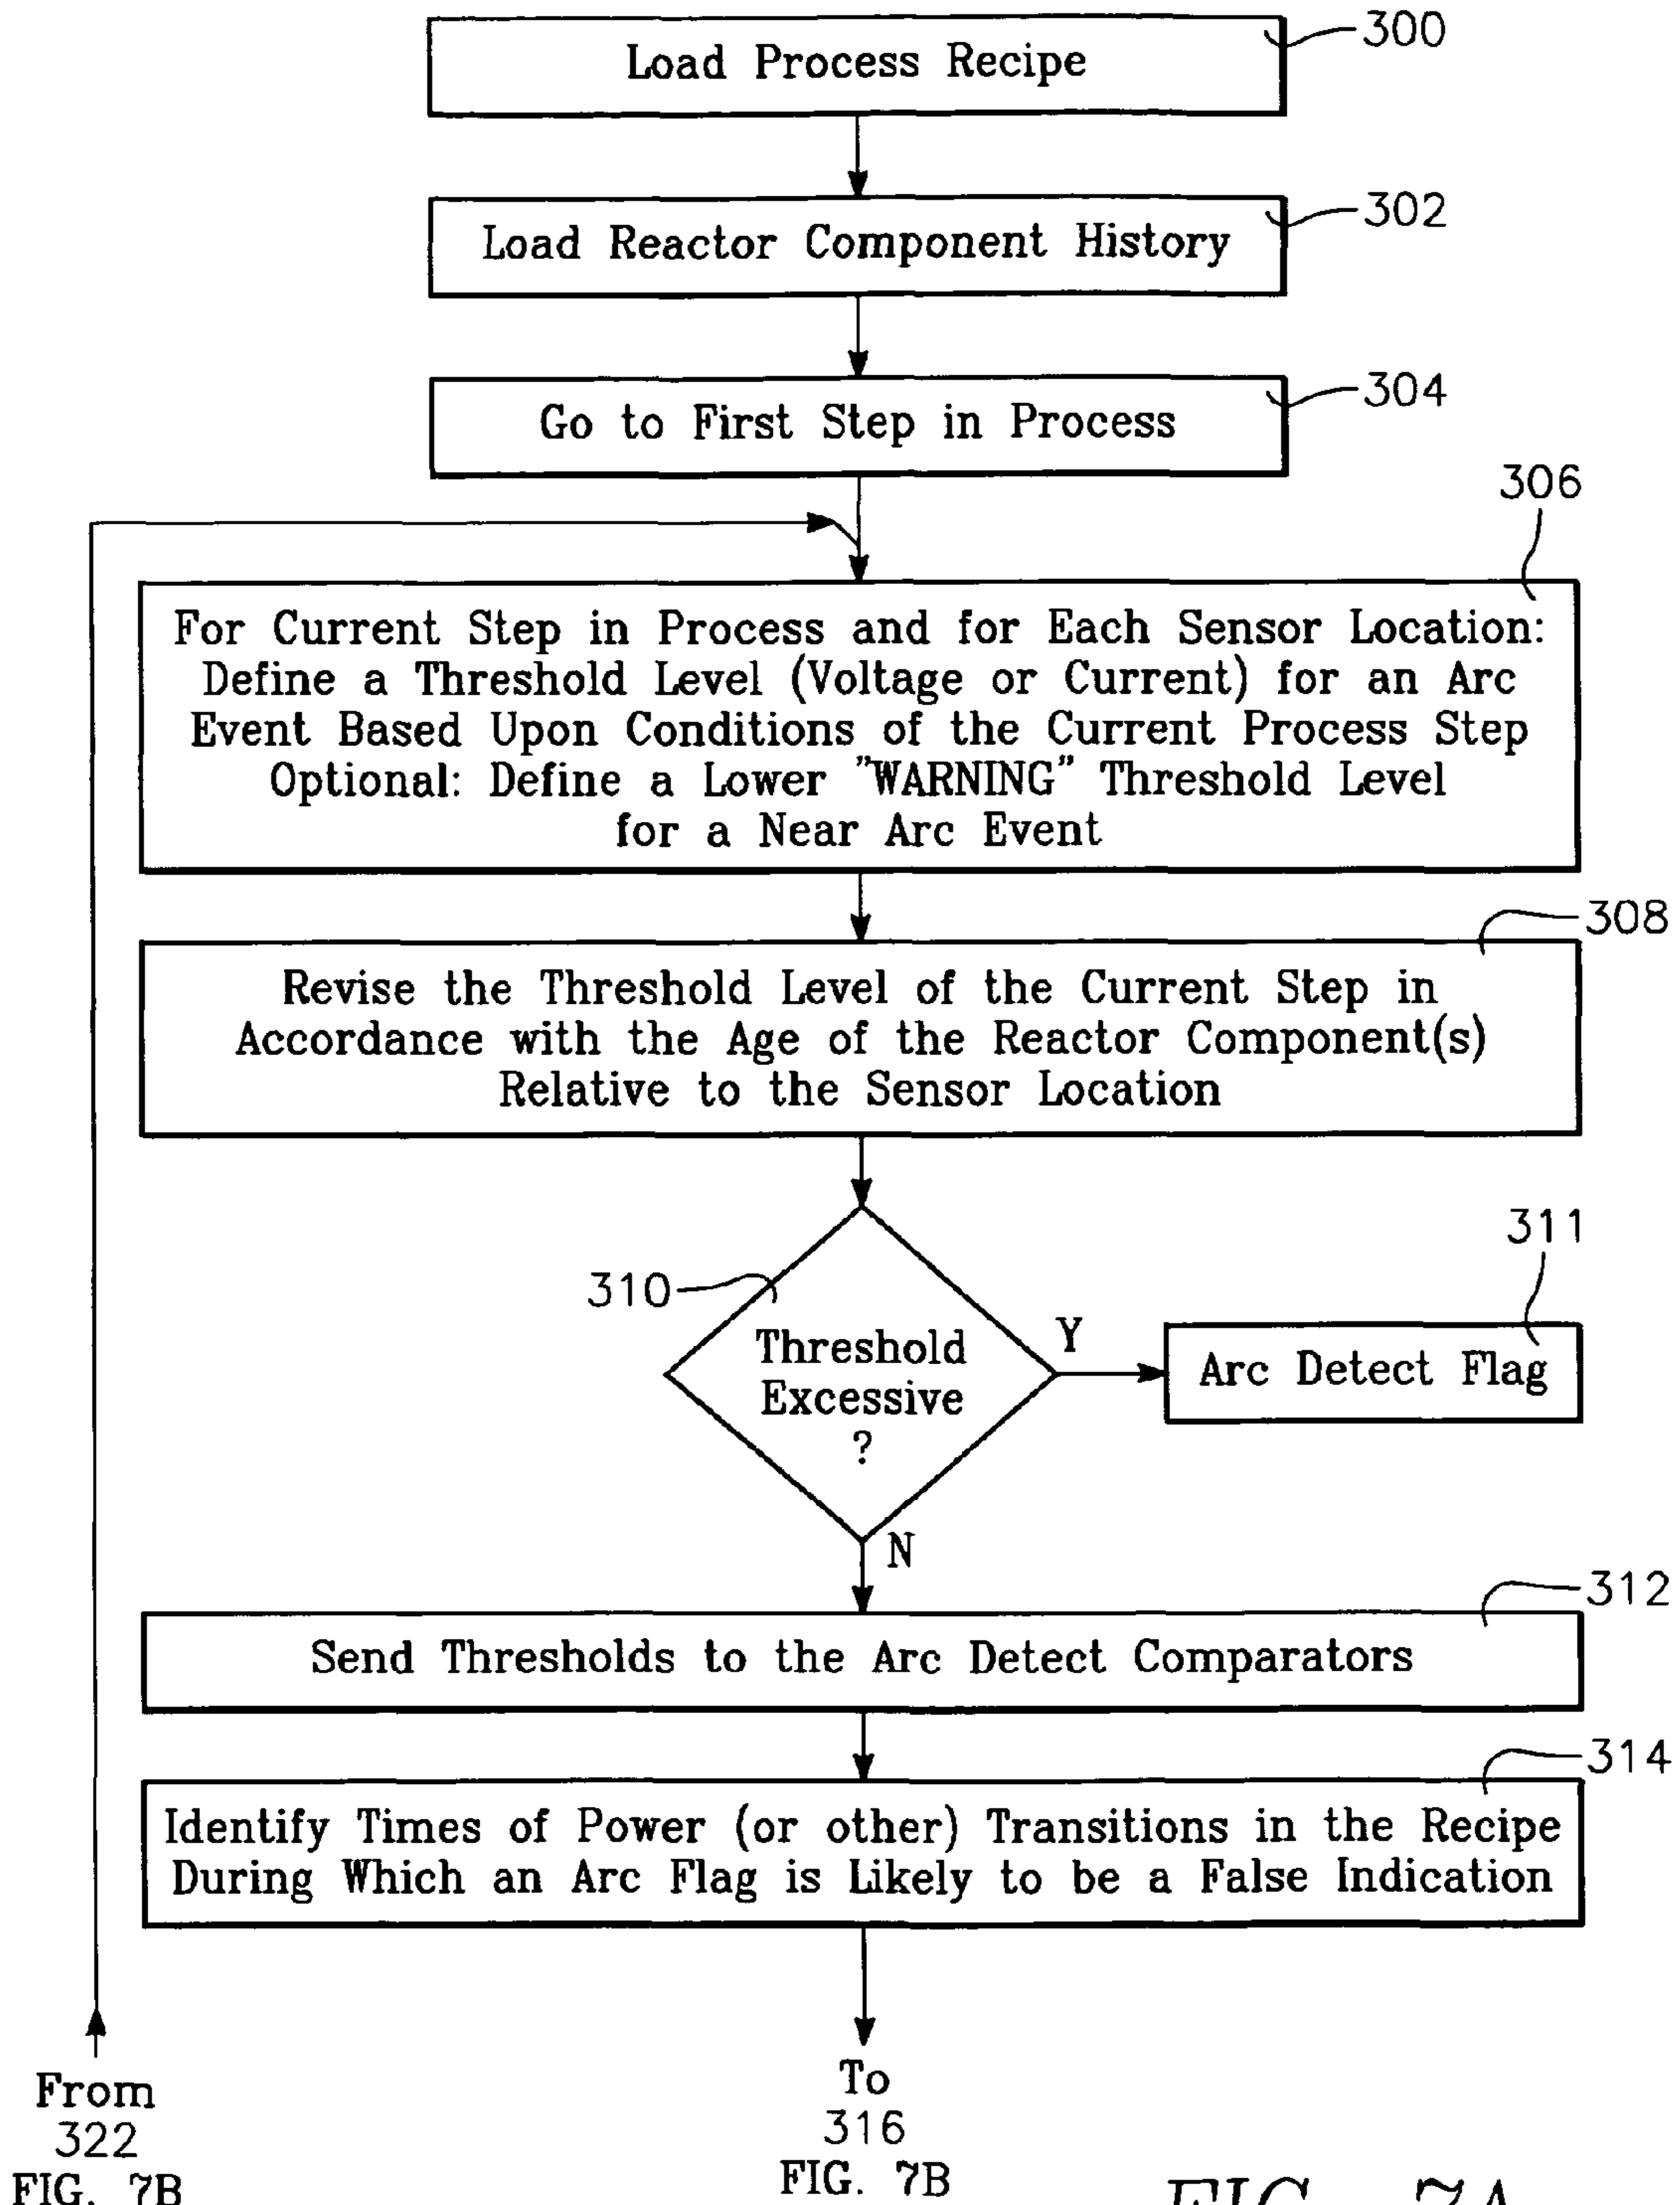 300
Load Process Recipe
302
Load Reactor Component History
304
Go to First Step in Process
306
For Current Step in Process and for Each Sensor Location:
Define a Threshold Level (Voltage or Current) for an Arc
Event Based Upon Conditions of the Current Process Step
Optional: Define a Lower "WARNING" Threshold Level
for a Near Arc Event
308
Revise the Threshold Level of the Current Step in
Accordance with the Age of the Reactor Component(s)
Relative to the Sensor Location
310
Threshold
Excessive
?
Y
311
Arc Detect Flag
N
312
Send Thresholds to the Arc Detect Comparators
314
Identify Times of Power (or other) Transitions in the Recipe
During Which an Arc Flag is Likely to be a False Indication
From
322
FIG. 7B
To
316
FIG. 7B
FIG. 7A